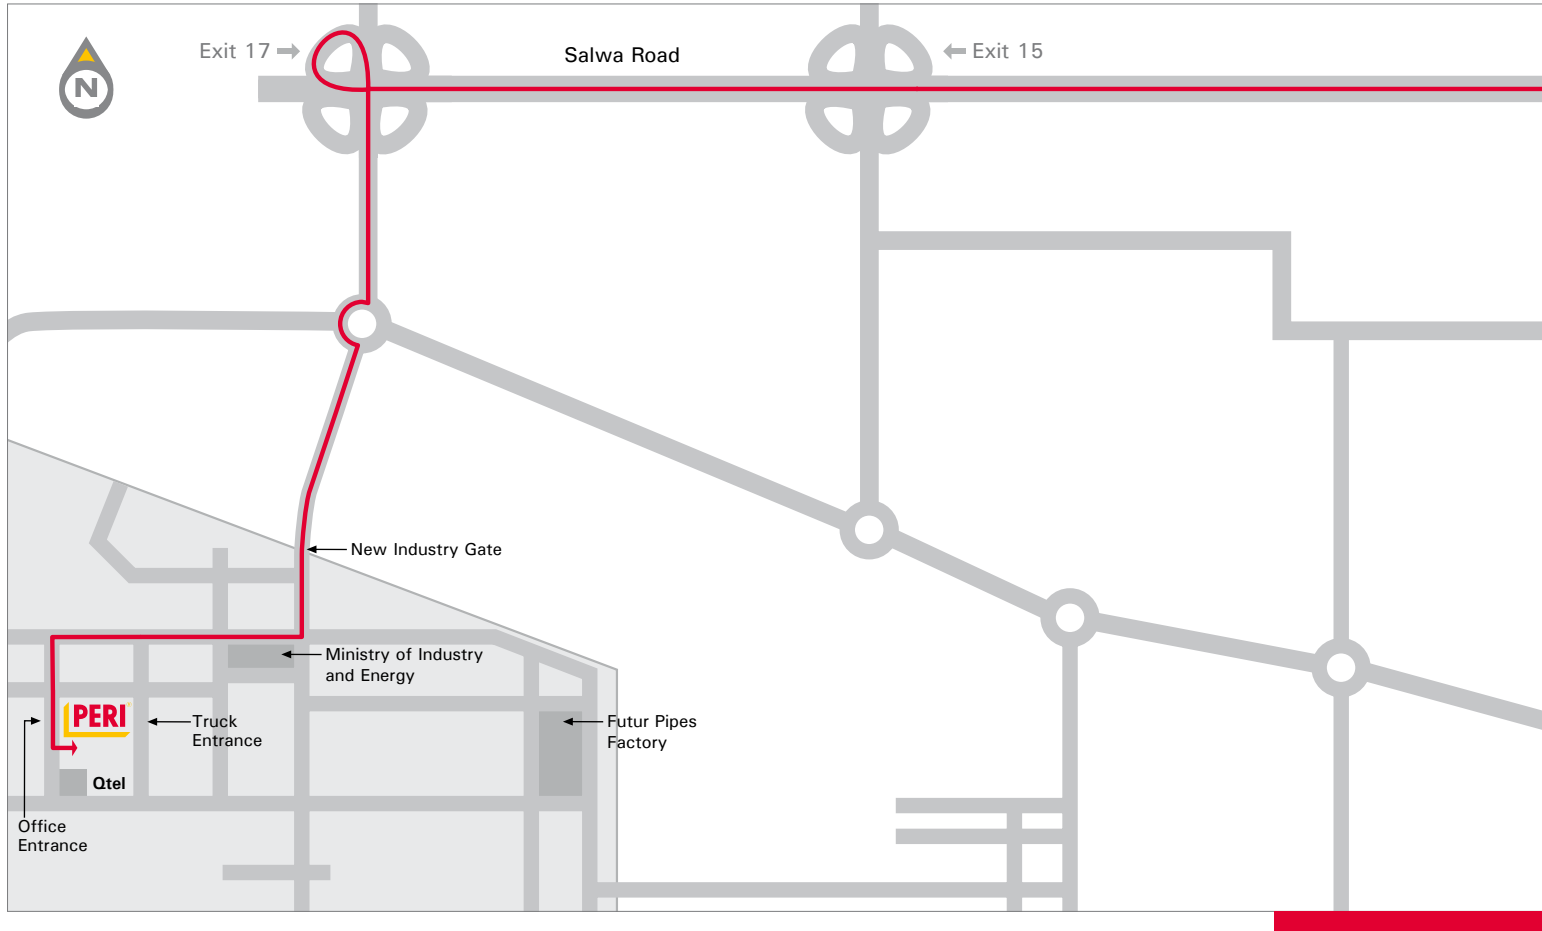 Exit 17
Salwa Road
Exit 15
N
New Industry Gate
Ministry of Industry
and Energy
PERI
Truck
Entrance
Futur Pipes
Factory
Qtel
Office
Entrance